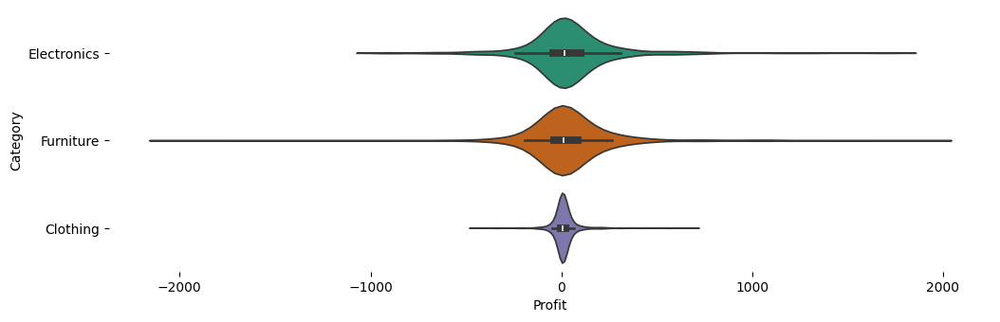 Category
Electronics
Furniture
Clothing
−2000 −1000 0 1000 2000
Profit